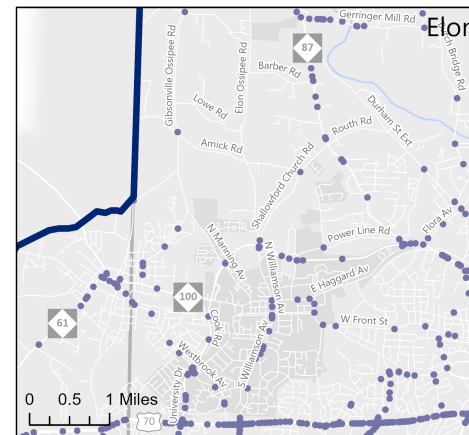 Gerringer Mill Rd
Elon
87
Gibsonville Ossipee Rd
Elon Ossipee Rd
Barber Rd
Lowe Rd
Durham St Ext
Amick Rd
Routh Rd
Shallowford Church Rd
Flora Av
Power Line Rd
N Manning Av
N Williamson Av
E Haggard Av
100
61
Cook Rd
W Front St
Westbrook Av
S Williamson Av
University Dr
0 0.5 1 Miles
70
Bridge Rd